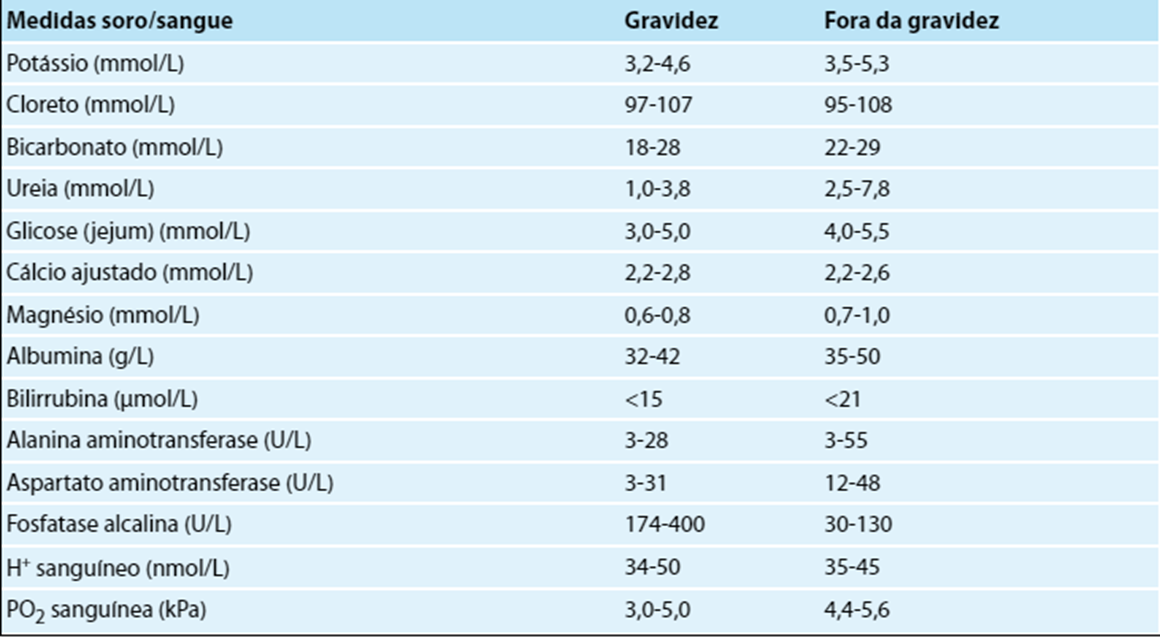 Medidas soro/sangue Gravidez Fora da gravidez
Potássio (mmol/L) 3,2-4,6 3,5-5,3
Cloreto (mmol/L) 97-107 95-108
Bicarbonato (mmol/L) 18-28 22-29
Ureia (mmol/L) 1,0-3,8 2,5-7,8
Glicose (jejum) (mmol/L) 3,0-5,0 4,0-5,5
Cálcio ajustado (mmol/L) 2,2-2,8 2,2-2,6
Magnésio (mmol/L) 0,6-0,8 0,7-1,0
Albumina (g/L) 32-42 35-50
Bilirrubina (µmol/L) <15 <21
Alanina aminotransferase (U/L) 3-28 3-55
Aspartato aminotransferase (U/L) 3-31 12-48
Fosfatase alcalina (U/L) 174-400 30-130
H⁺ sanguíneo (nmol/L) 34-50 35-45
PO₂ sanguínea (kPa) 3,0-5,0 4,4-5,6